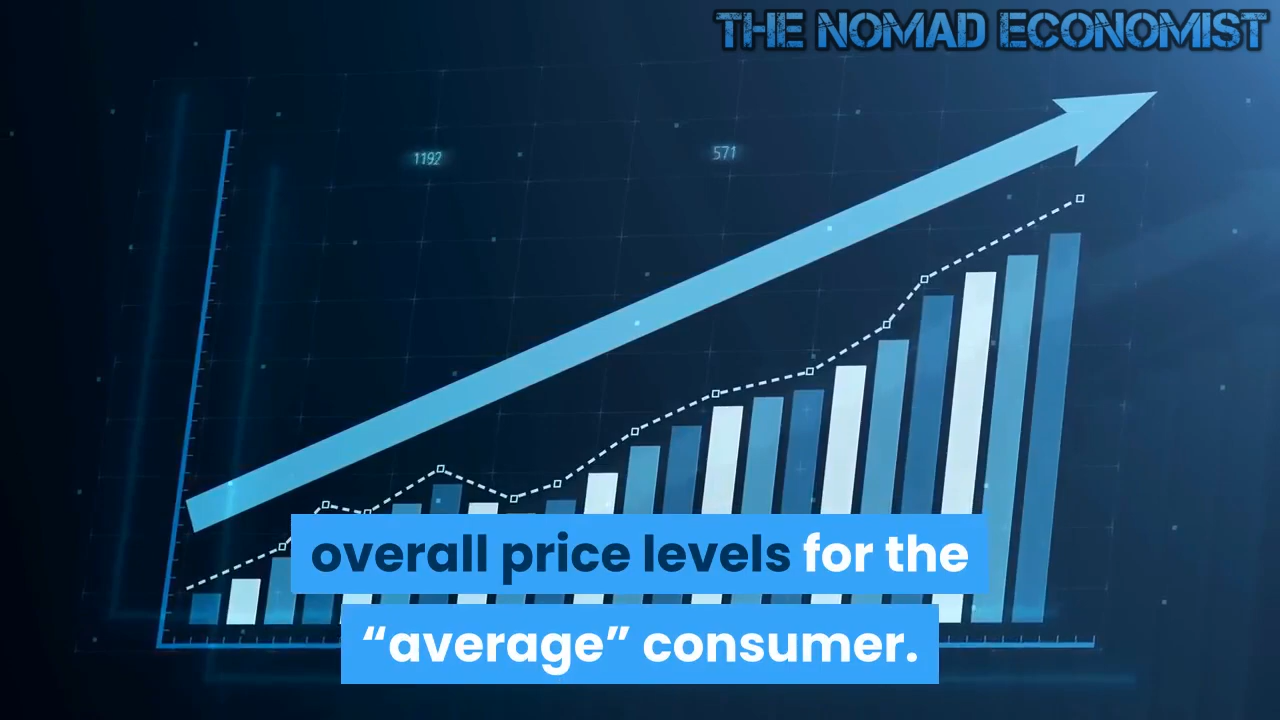 THE NOMAD ECONOMIST
1192
571
overall price levels for the
“average” consumer.